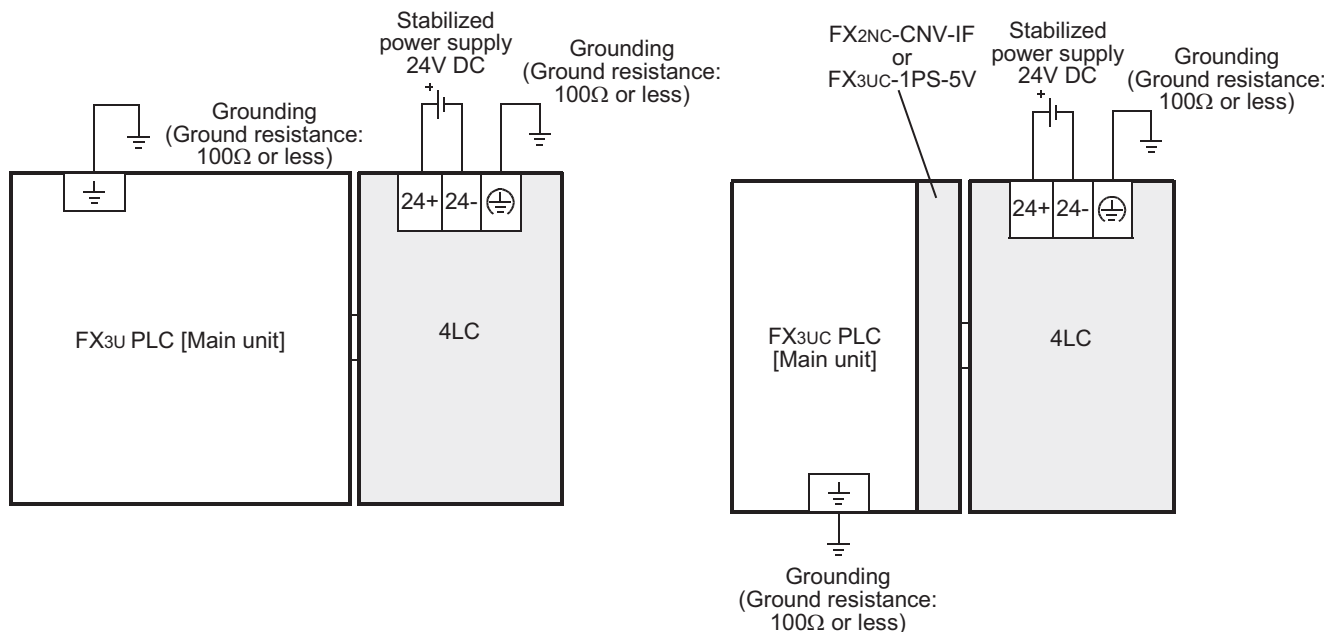 Stabilized
power supply
24V DC
+
Grounding
(Ground resistance:
100Ω or less)
Grounding
(Ground resistance:
100Ω or less)
24+ 24-
FX3U PLC [Main unit]
4LC
FX2NC-CNV-IF
or
FX3UC-1PS-5V
Stabilized
power supply
24V DC
+
Grounding
(Ground resistance:
100Ω or less)
24+ 24-
FX3UC PLC
[Main unit]
4LC
Grounding
(Ground resistance:
100Ω or less)